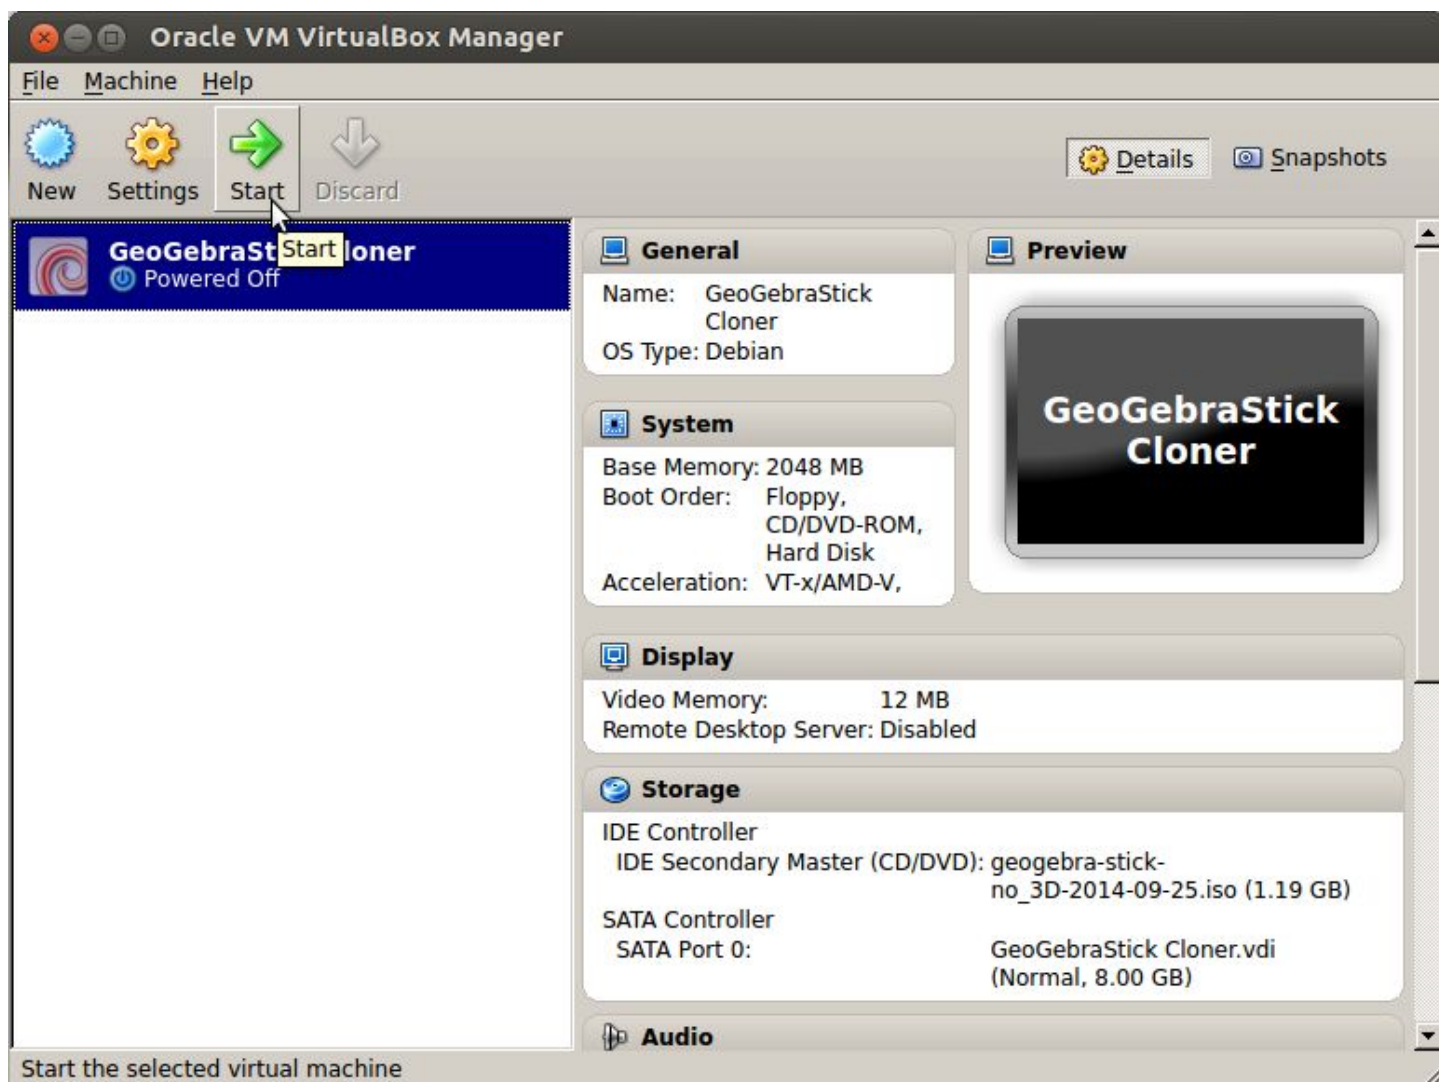 Oracle VM VirtualBox Manager
File Machine Help
New Settings Start Discard
Details Snapshots
GeoGebraSt loner
Start
Powered Off
General
Name: GeoGebraStick
Cloner
OS Type: Debian
System
Base Memory: 2048 MB
Boot Order: Floppy,
CD/DVD-ROM,
Hard Disk
Acceleration: VT-x/AMD-V,
Preview
GeoGebraStick
Cloner
Display
Video Memory: 12 MB
Remote Desktop Server: Disabled
Storage
IDE Controller
IDE Secondary Master (CD/DVD): geogebra-stick-
no_3D-2014-09-25.iso (1.19 GB)
SATA Controller
SATA Port 0: GeoGebraStick Cloner.vdi
(Normal, 8.00 GB)
Audio
Start the selected virtual machine